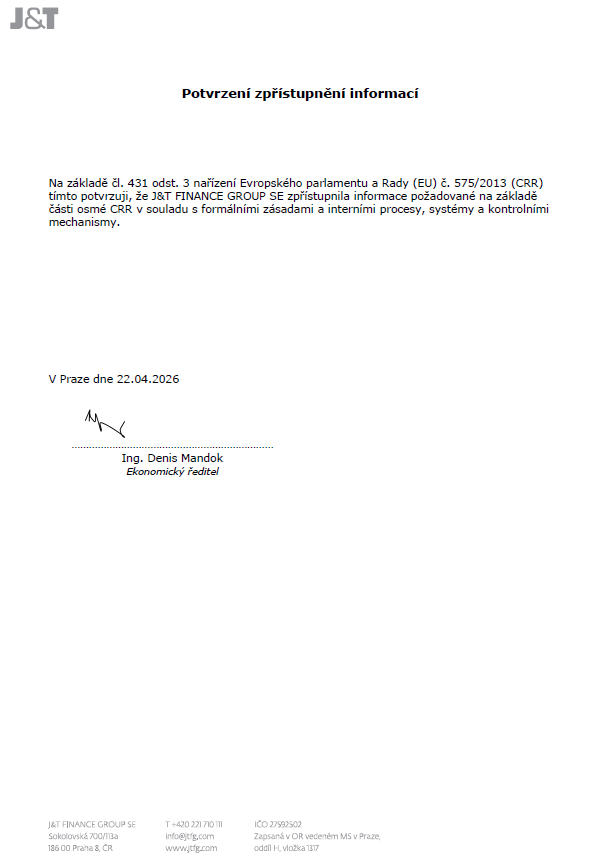 J&T
Potvrzení zpřístupnění informací
Na základě čl. 431 odst. 3 nařízení Evropského parlamentu a Rady (EU) č. 575/2013 (CRR)
tímto potvrzuji, že J&T FINANCE GROUP SE zpřístupnila informace požadované na základě
části osmé CRR v souladu s formálními zásadami a interními procesy, systémy a kontrolními
mechanismy.
V Praze dne 22.04.2026
Ing. Denis Mandok
Ekonomický ředitel
J&T FINANCE GROUP SE T +420 221 710 111 IČO 27592502
Sokolovská 700/113a info@jtfg.com Zapsaná v OR vedeném MS v Praze,
186 00 Praha 8, ČR www.jtfg.com oddíl H, vložka 1317